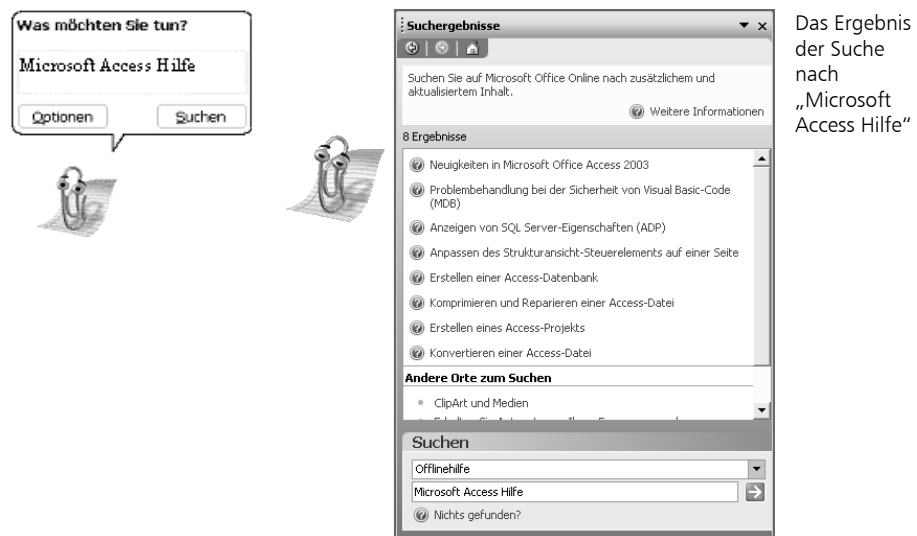 Was möchten Sie tun?
Microsoft Access Hilfe
Optionen
Suchen
Suchergebnisse
Suchen Sie auf Microsoft Office Online nach zusätzlichem und
aktualisiertem Inhalt.
Weitere Informationen
8 Ergebnisse
Neuigkeiten in Microsoft Office Access 2003
Problembehandlung bei der Sicherheit von Visual Basic-Code
(MDB)
Anzeigen von SQL Server-Eigenschaften (ADP)
Anpassen des Strukturansicht-Steuerelements auf einer Seite
Erstellen einer Access-Datenbank
Komprimieren und Reparieren einer Access-Datei
Erstellen eines Access-Projekts
Konvertieren einer Access-Datei
Andere Orte zum Suchen
ClipArt und Medien
Suchen
Offlinehilfe
Microsoft Access Hilfe
Nichts gefunden?
Das Ergebnis
der Suche
nach
„Microsoft
Access Hilfe“